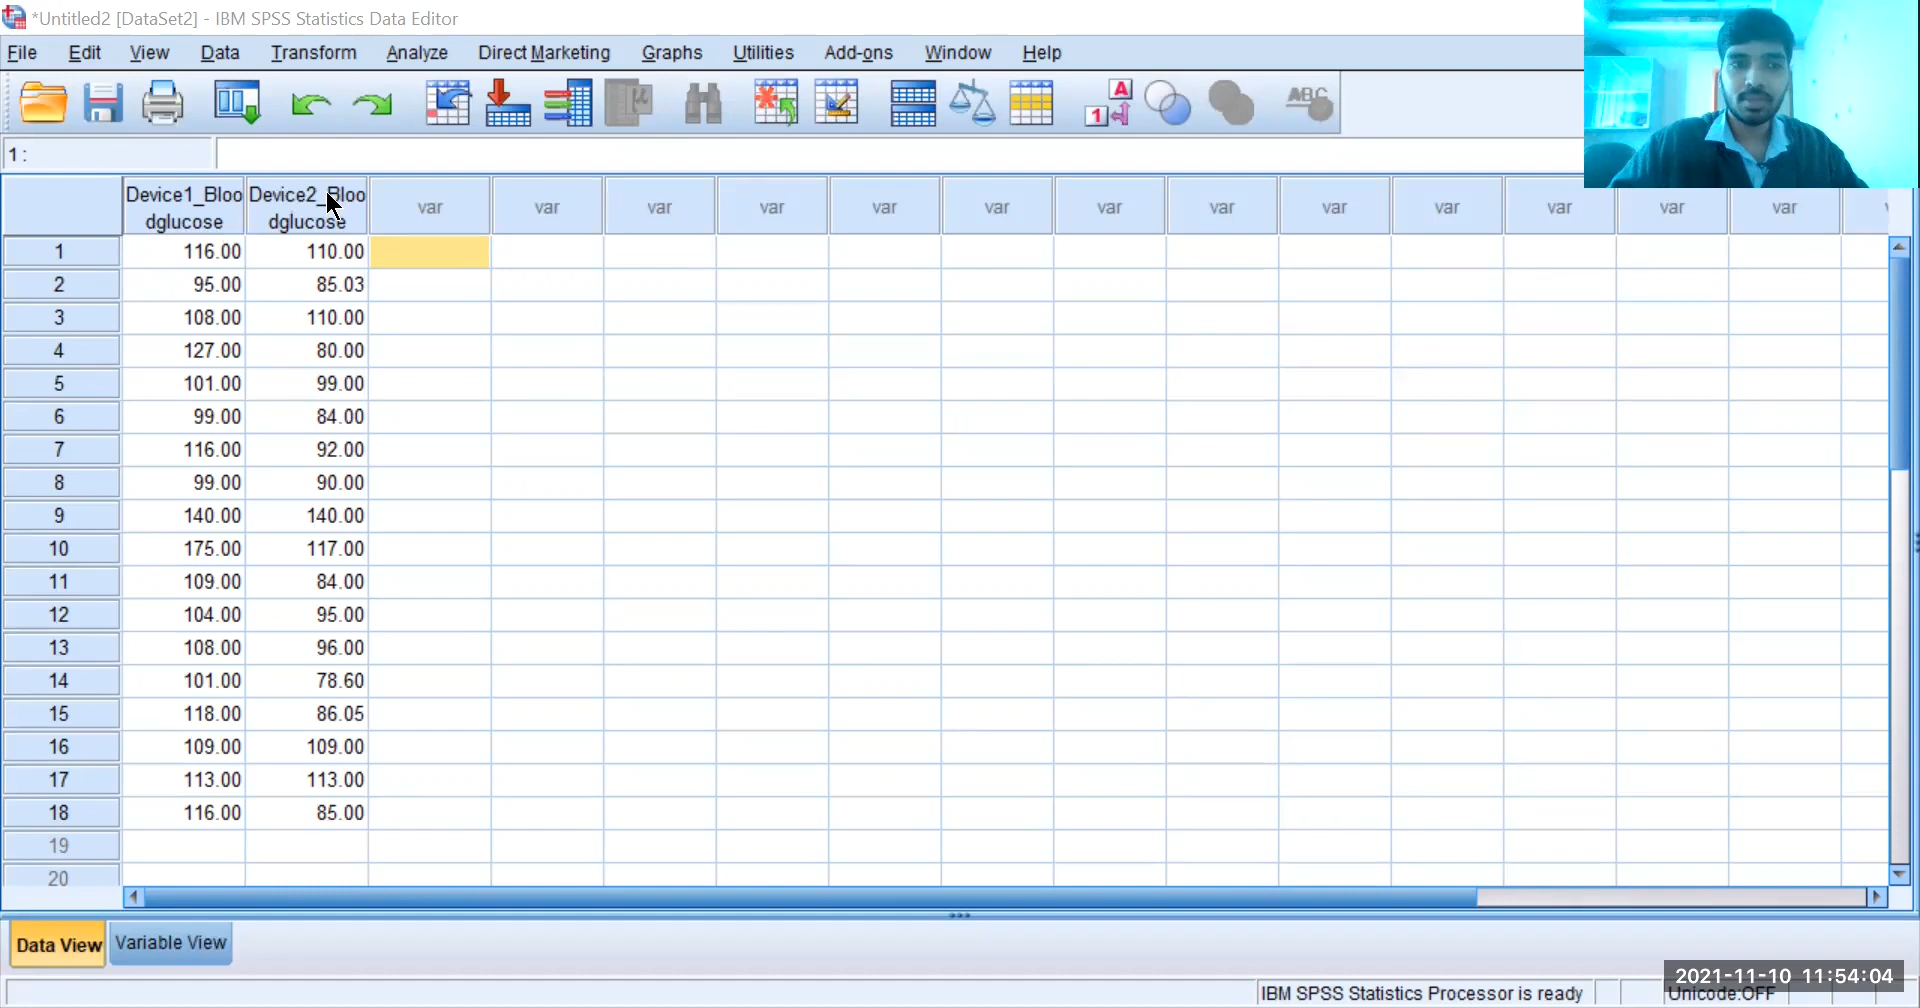 *Untitled2 [DataSet2] - IBM SPSS Statistics Data Editor
File Edit View Data Transform Analyze Direct Marketing Graphs Utilities Add-ons Window Help
1 A ABC
1 :
Device1_Bloo Device2_Bloo
dglucose dglucose var var var var var var var var var var var var var
1 116.00 110.00
2 95.00 85.03
3 108.00 110.00
4 127.00 80.00
5 101.00 99.00
6 99.00 84.00
7 116.00 92.00
8 99.00 90.00
9 140.00 140.00
10 175.00 117.00
11 109.00 84.00
12 104.00 95.00
13 108.00 96.00
14 101.00 78.60
15 118.00 86.05
16 109.00 109.00
17 113.00 113.00
18 116.00 85.00
19
20
Data View Variable View
2021-11-10 11:54:04
IBM SPSS Statistics Processor is ready Unicode:OFF